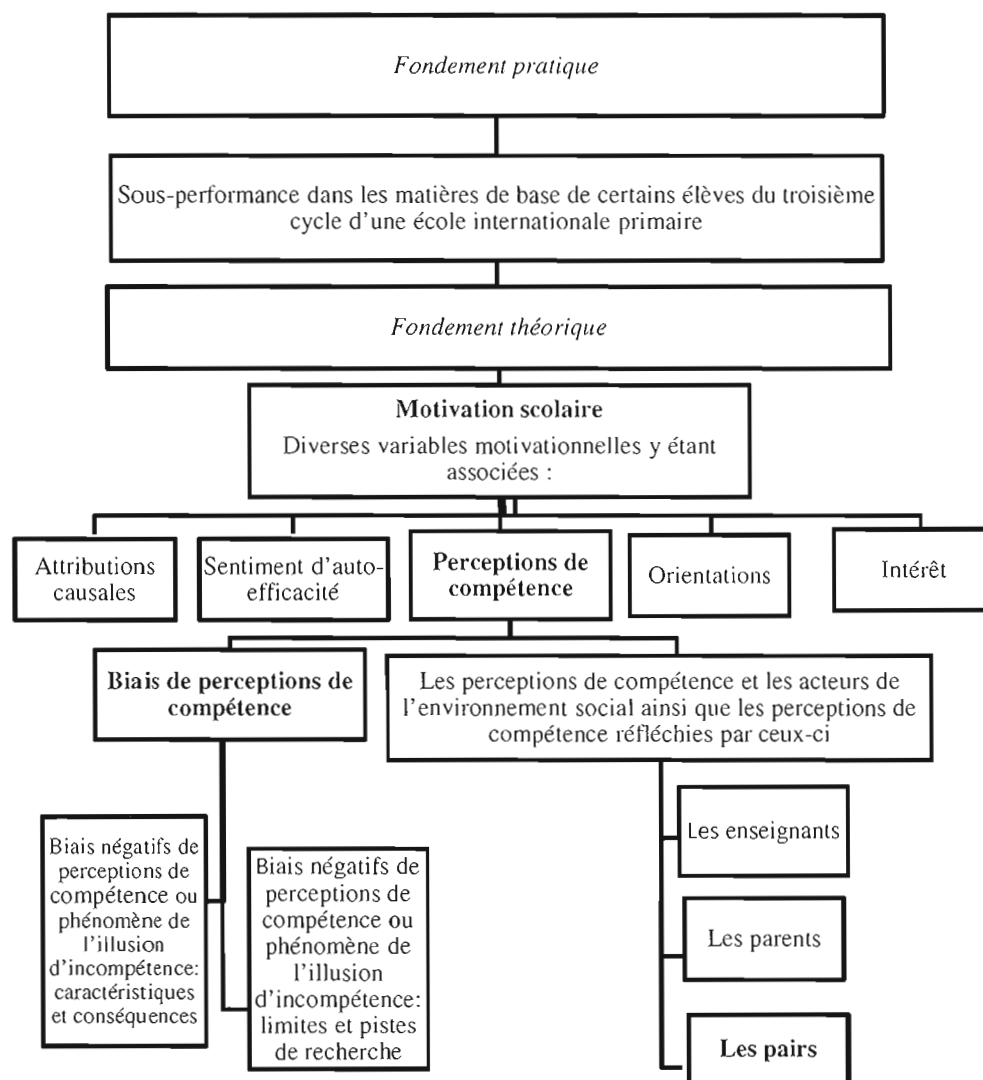 Fondement pratique
Sous-performance dans les matières de base de certains élèves du troisième
cycle d'une école internationale primaire
Fondement théorique
Motivation scolaire
Diverses variables motivationnelles y étant
associées :
Attributions
causales
Sentiment d'auto-
efficacité
Perceptions de
compétence
Orientations
Intérêt
Biais de perceptions de
compétence
Les perceptions de compétence et les acteurs de
l'environnement social ainsi que les perceptions de
compétence réfléchies par ceux-ci
Biais négatifs de
perceptions de
compétence ou
phénomène de
l'illusion
d'incompétence:
caractéristiques
et conséquences
Biais négatifs de
perceptions de
compétence ou
phénomène de
l'illusion
d'incompétence:
limites et pistes
de recherche
Les enseignants
Les parents
Les pairs